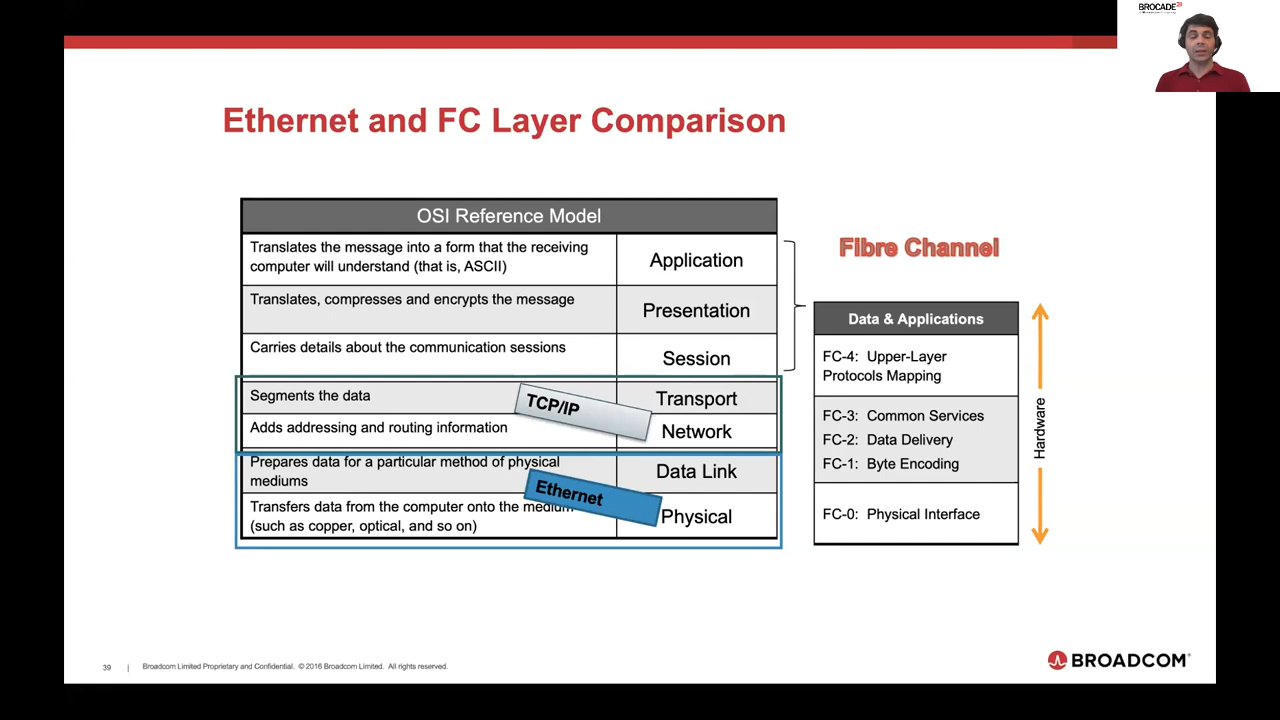 BROCADE
Ethernet and FC Layer Comparison
OSI Reference Model
Translates the message into a form that the receiving
computer will understand (that is, ASCII)
Application
Translates, compresses and encrypts the message
Presentation
Carries details about the communication sessions
Session
Segments the data
Transport
TCP/IP
Adds addressing and routing information
Network
Prepares data for a particular method of physical
mediums
Data Link
Ethernet
Transfers data from the computer onto the medium
(such as copper, optical, and so on)
Physical
Fibre Channel
Data & Applications
FC-4: Upper-Layer
Protocols Mapping
FC-3: Common Services
FC-2: Data Delivery
FC-1: Byte Encoding
FC-0: Physical Interface
Hardware
39 | Broadcom Limited Proprietary and Confidential. © 2016 Broadcom Limited. All rights reserved.
BROADCOM